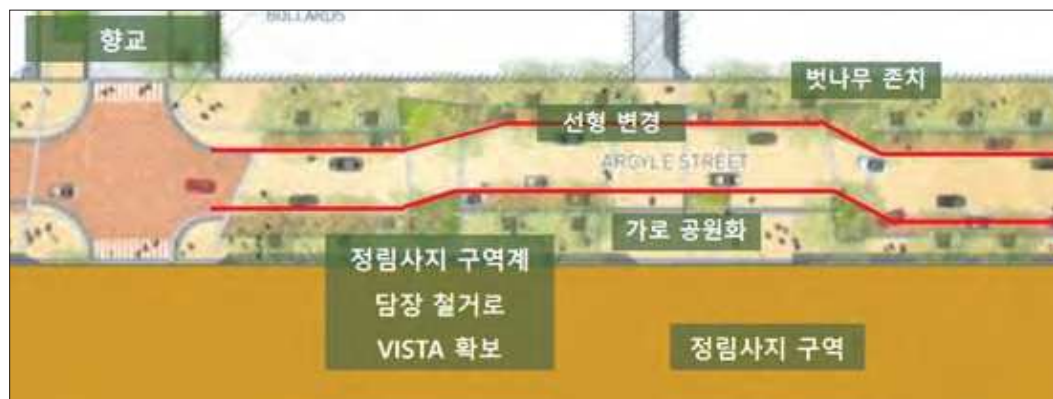 BOLLARDS
향교
벚나무 존치
선형 변경
ARGYLE STREET
가로 공원화
정림사지 구역계
담장 철거로
VISTA 확보
정림사지 구역